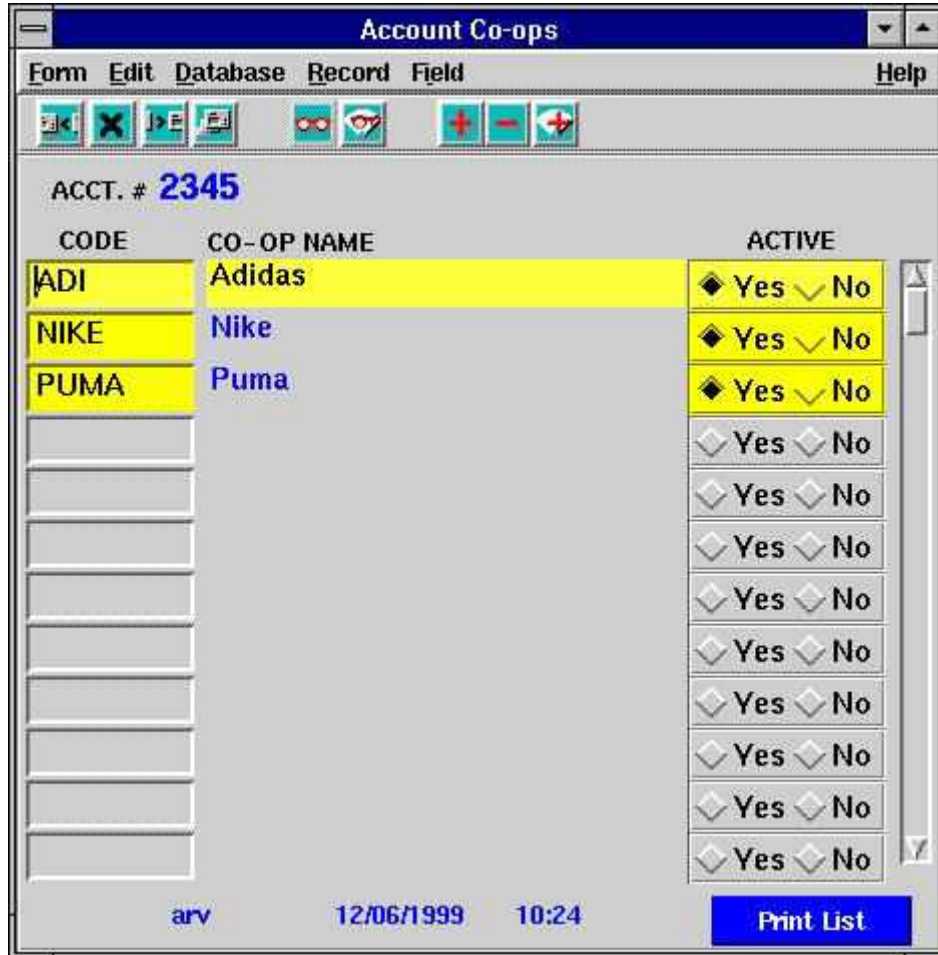 Account Co-ops
Form Edit Database Record Field Help
ACCT. # 2345
CODE CO-OP NAME ACTIVE
ADI Adidas Yes No
NIKE Nike Yes No
PUMA Puma Yes No
Yes No
Yes No
Yes No
Yes No
Yes No
Yes No
Yes No
Yes No
Yes No
arv 12/06/1999 10:24 Print List